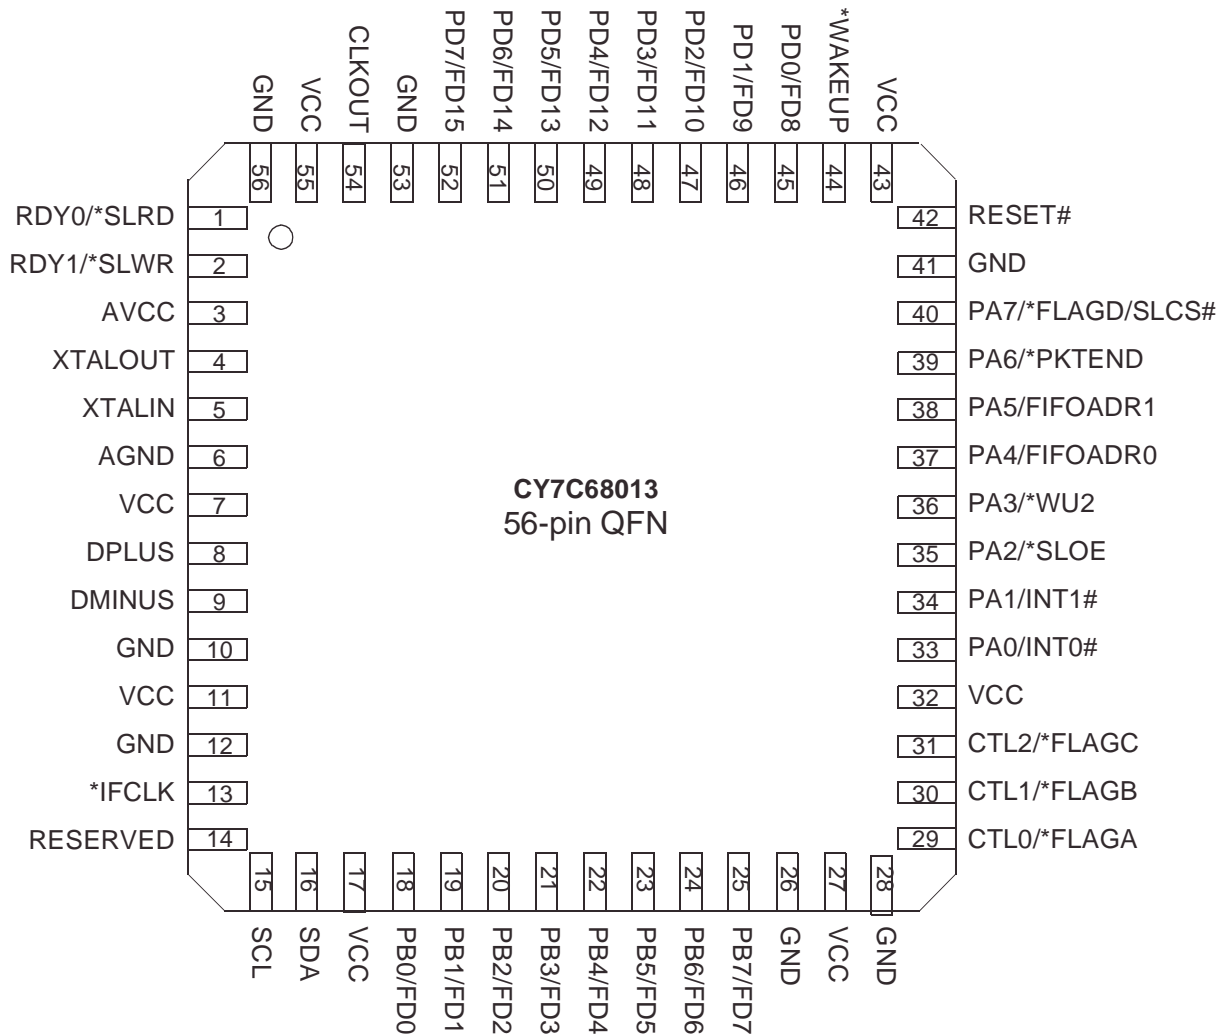 GND
VCC
CLKOUT
GND
PD7/FD15
PD6/FD14
PD5/FD13
PD4/FD12
PD3/FD11
PD2/FD10
PD1/FD9
PD0/FD8
*WAKEUP
VCC
56
55
54
53
52
51
50
49
48
47
46
45
44
43
RDY0/*SLRD 1
RDY1/*SLWR 2
AVCC 3
XTALOUT 4
XTALIN 5
AGND 6
VCC 7
DPLUS 8
DMINUS 9
GND 10
VCC 11
GND 12
*IFCLK 13
RESERVED 14
CY7C68013
56-pin QFN
42 RESET#
41 GND
40 PA7/*FLAGD/SLCS#
39 PA6/*PKTEND
38 PA5/FIFOADR1
37 PA4/FIFOADR0
36 PA3/*WU2
35 PA2/*SLOE
34 PA1/INT1#
33 PA0/INT0#
32 VCC
31 CTL2/*FLAGC
30 CTL1/*FLAGB
29 CTL0/*FLAGA
15
16
17
18
19
20
21
22
23
24
25
26
27
28
SCL
SDA
VCC
PB0/FD0
PB1/FD1
PB2/FD2
PB3/FD3
PB4/FD4
PB5/FD5
PB6/FD6
PB7/FD7
GND
VCC
GND